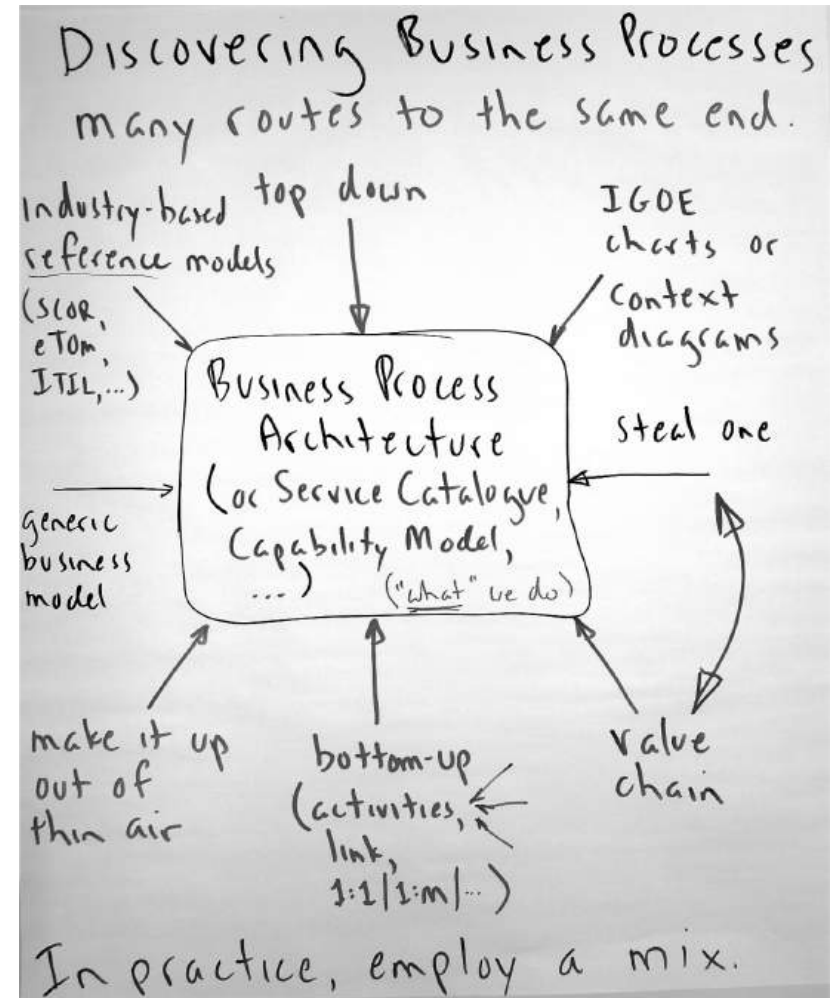 Discovering Business Processes
many routes to the same end.
industry-based
reference models
(SCOR,
eTom,
ITIL,...)
top down
IGOE
charts or
context
diagrams
Business Process
Architecture
(or Service Catalogue,
Capability Model,
...)
("what" we do)
steal one
generic
business
model
make it up
out of
thin air
bottom-up
(activities,
link,
1:1|1:m|...)
value
chain
In practice, employ a mix.